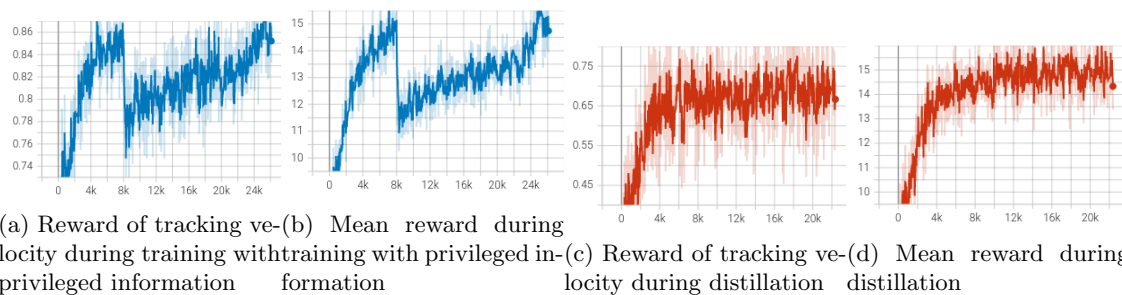 0.86
0.84
0.82
0.8
0.78
0.76
0.74
0 4k 8k 12k 16k 20k 24k
15
14
13
12
11
10
0 4k 8k 12k 16k 20k 24k
0.75
0.65
0.55
0.45
0 4k 8k 12k 16k 20k
15
14
13
12
11
10
0 4k 8k 12k 16k 20k
(a) Reward of tracking ve-
locity during training with
privileged information
(b) Mean reward during
training with privileged in-
formation
(c) Reward of tracking ve-
locity during distillation
(d) Mean reward during
distillation